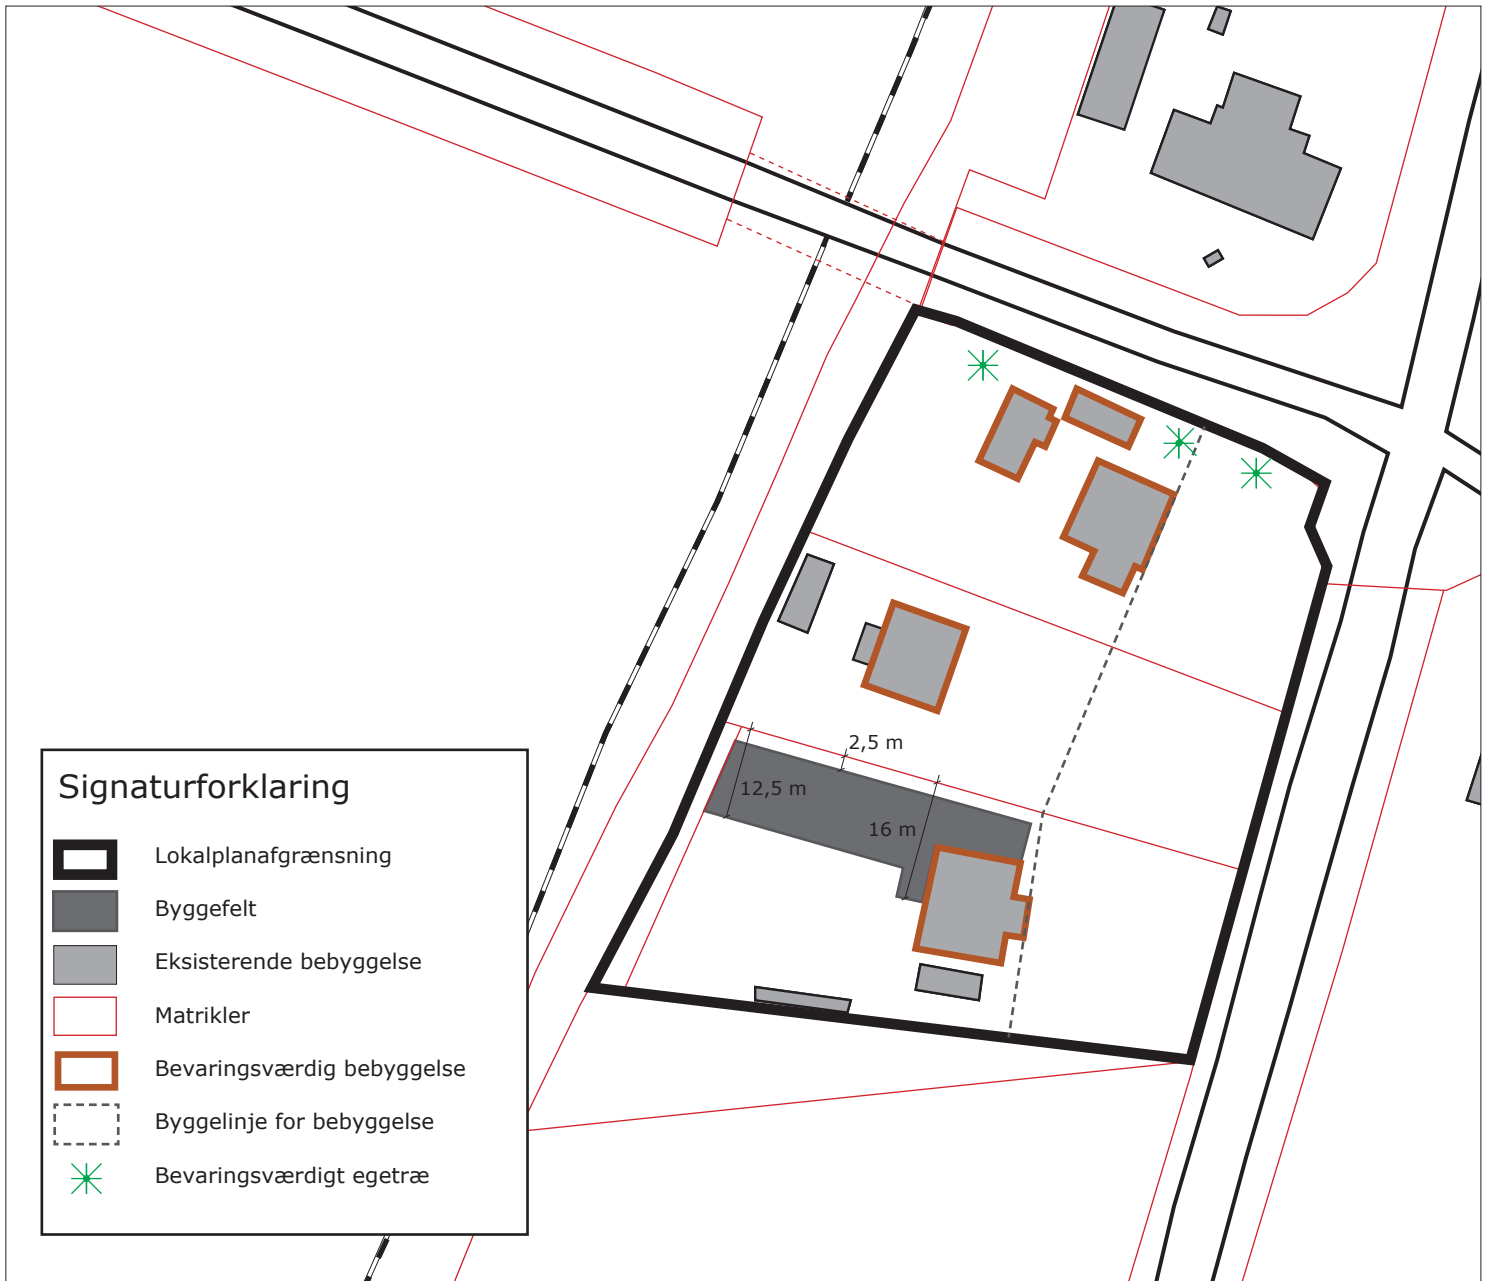 2,5 m
12,5 m
16 m
Signaturforklaring
Lokalplanafgrænsning
Byggefelt
Eksisterende bebyggelse
Matrikler
Bevaringsværdig bebyggelse
Byggelinje for bebyggelse
Bevaringsværdigt egetræ